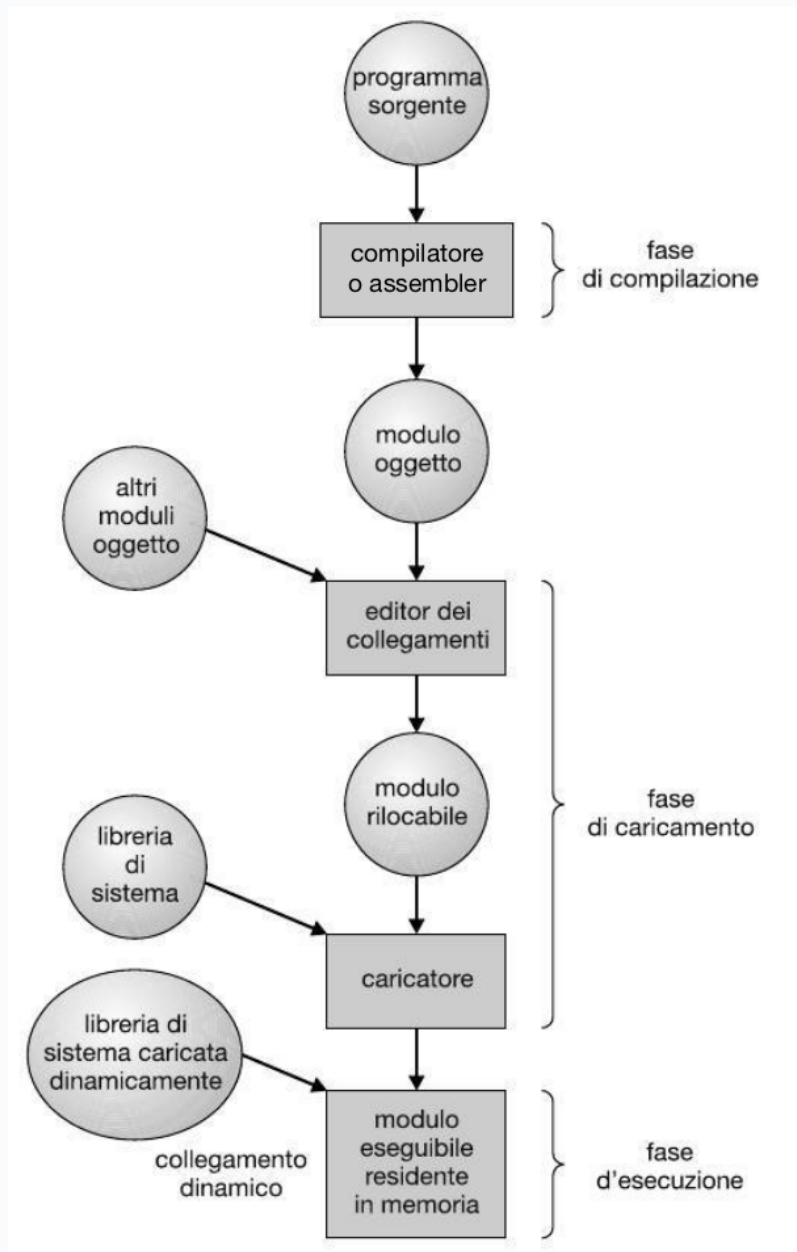 programma
sorgente
compilatore
o assembler
fase
di compilazione
modulo
oggetto
altri
moduli
oggetto
editor dei
collegamenti
modulo
rilocabile
fase
di caricamento
libreria
di
sistema
caricatore
libreria di
sistema caricata
dinamicamente
collegamento
dinamico
modulo
eseguibile
residente
in memoria
fase
d'esecuzione